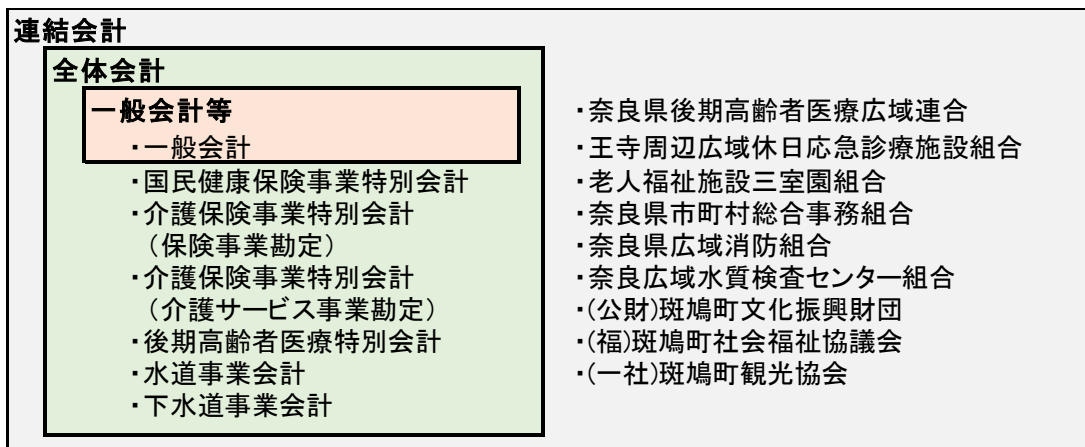 連結会計
全体会計
一般会計等
・一般会計
・国民健康保険事業特別会計
・介護保険事業特別会計
（保険事業勘定）
・介護保険事業特別会計
（介護サービス事業勘定）
・後期高齢者医療特別会計
・水道事業会計
・下水道事業会計
・奈良県後期高齢者医療広域連合
・王寺周辺広域休日応急診療施設組合
・老人福祉施設三室園組合
・奈良県市町村総合事務組合
・奈良県広域消防組合
・奈良広域水質検査センター組合
・(公財)斑鳩町文化振興財団
・(福)斑鳩町社会福祉協議会
・(一社)斑鳩町観光協会